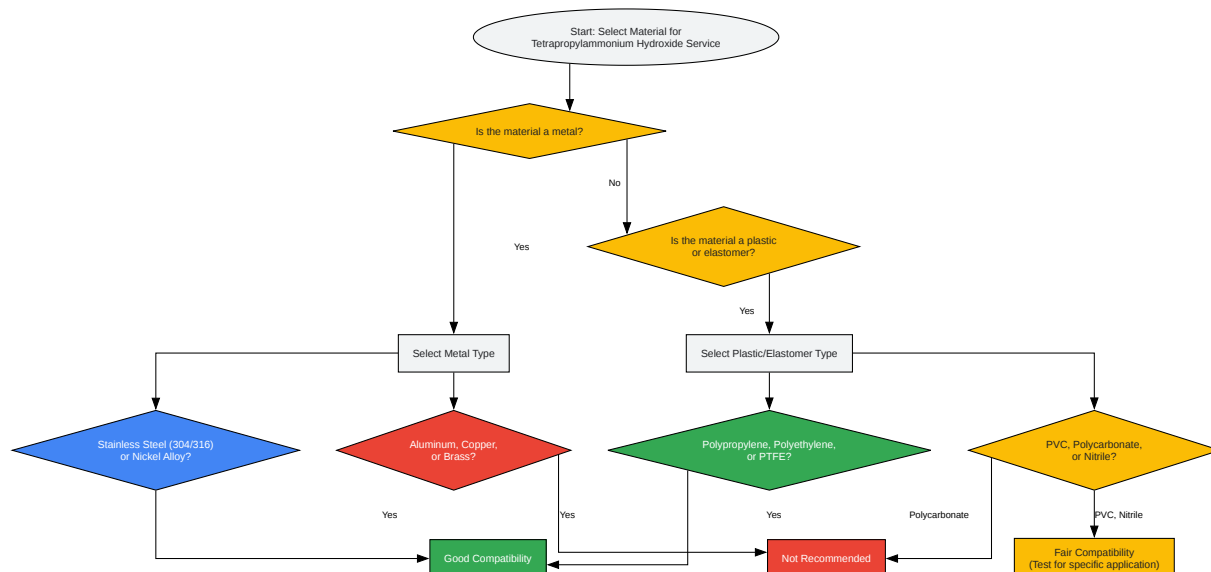 Start: Select Material for
Tetrapropylammonium Hydroxide Service
Is the material a metal?
No
Is the material a plastic
or elastomer?
Yes
Yes
Select Metal Type
Select Plastic/Elastomer Type
Stainless Steel (304/316)
or Nickel Alloy?
Aluminum, Copper,
or Brass?
Polypropylene, Polyethylene,
or PTFE?
PVC, Polycarbonate,
or Nitrile?
Yes
Yes
Yes
Polycarbonate
PVC, Nitrile
Good Compatibility
Not Recommended
Fair Compatibility
(Test for specific application)